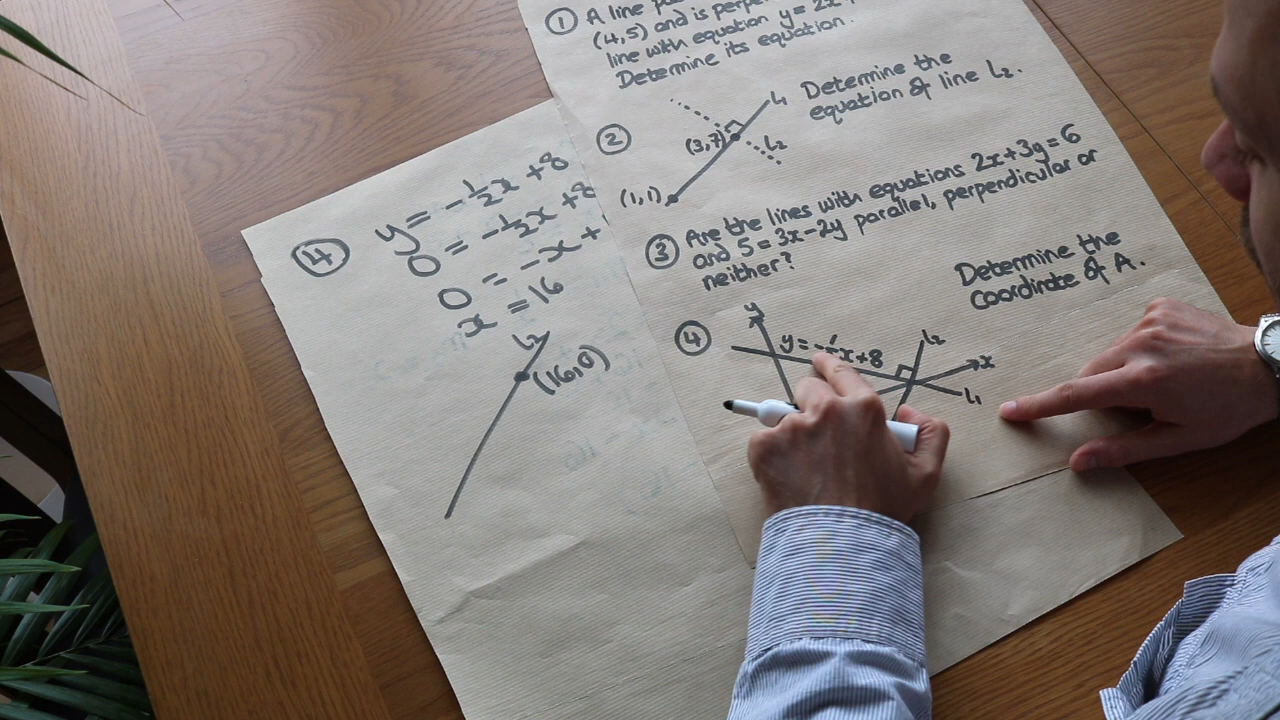 ① A line
(4,5) and is
line with equation y = 2x
Determine its equation.
②
(1,1)
(3,7)
L₁
L₂
Determine the
equation of line L₂.
③ Are the lines with equations 2x+3y=6
and 5=3x-2y parallel, perpendicular or
neither?
④
y
y=-½x+8
L₂
x
L₁
Determine the
coordinate of A.
④
y = -½x +8
0 = -½x +8
0 = -x +
x = 16
L₂
(16,0)